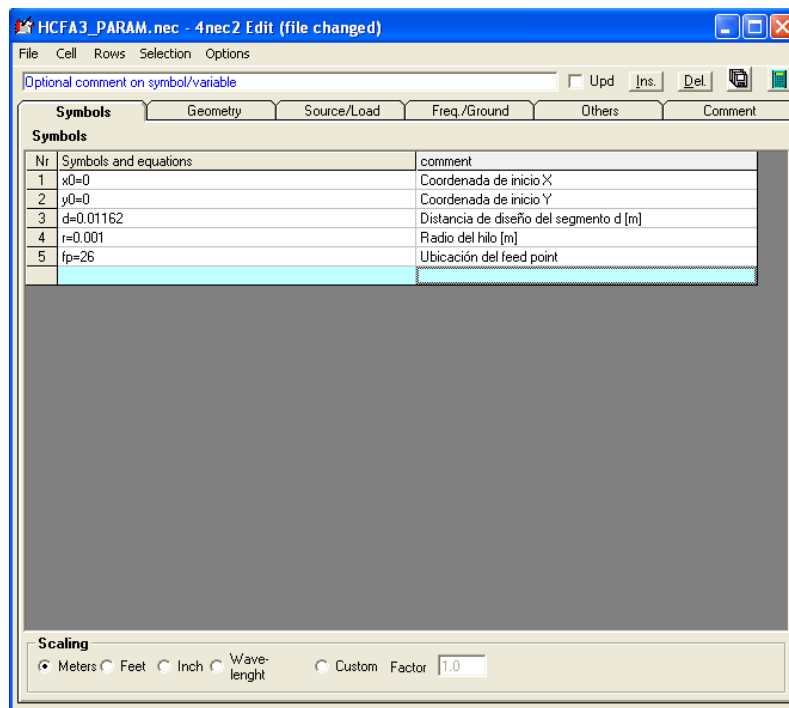 HCFA3_PARAM.nec - 4nec2 Edit (file changed)
File Cell Rows Selection Options
Optional comment on symbol/variable Upd Ins. Del.
Symbols Geometry Source/Load Freq./Ground Others Comment
Symbols
Nr Symbols and equations comment
1 x0=0 Coordenada de inicio X
2 y0=0 Coordenada de inicio Y
3 d=0.01162 Distancia de diseño del segmento d [m]
4 r=0.001 Radio del hilo [m]
5 fp=26 Ubicación del feed point
Scaling
Meters Feet Inch Wave-lenght Custom Factor 1.0